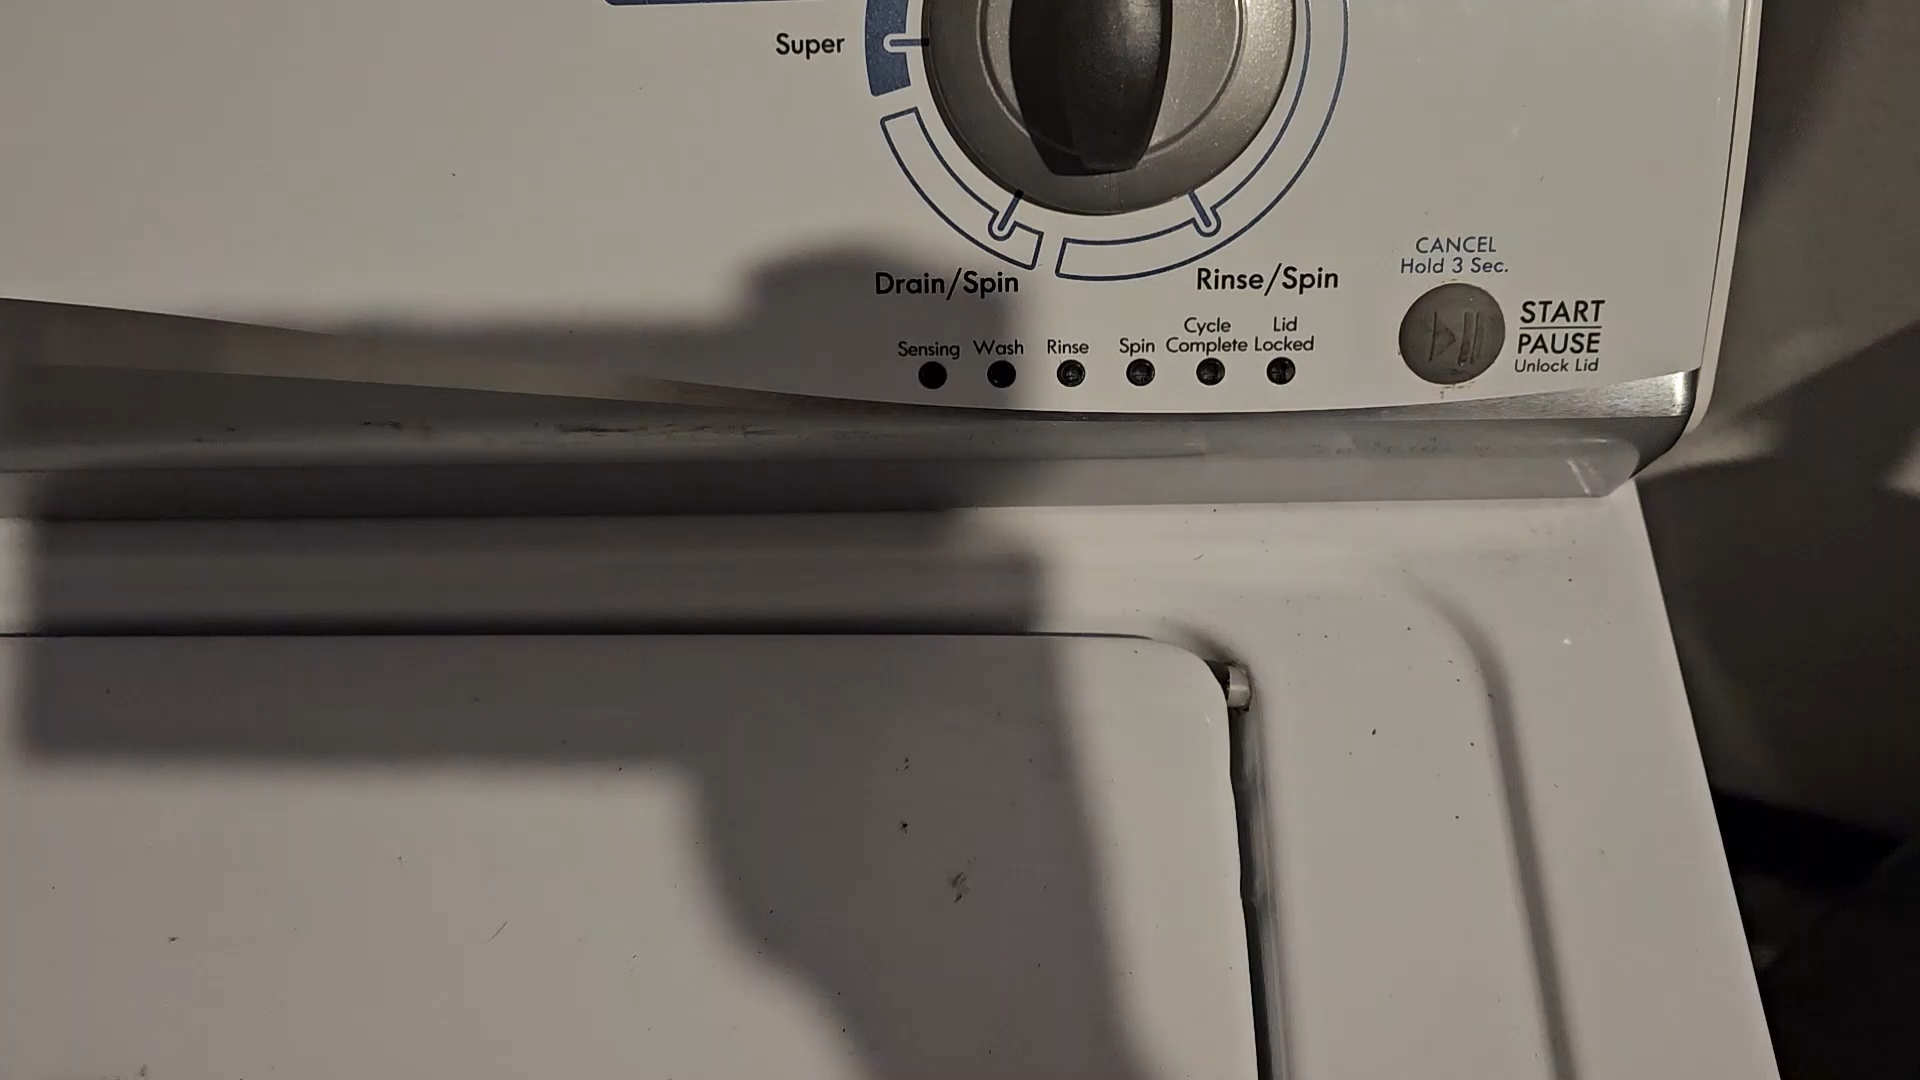 Super
Drain/Spin
Rinse/Spin
CANCEL
Hold 3 Sec.
START
PAUSE
Unlock Lid
Sensing
Wash
Rinse
Spin
Cycle
Complete
Lid
Locked